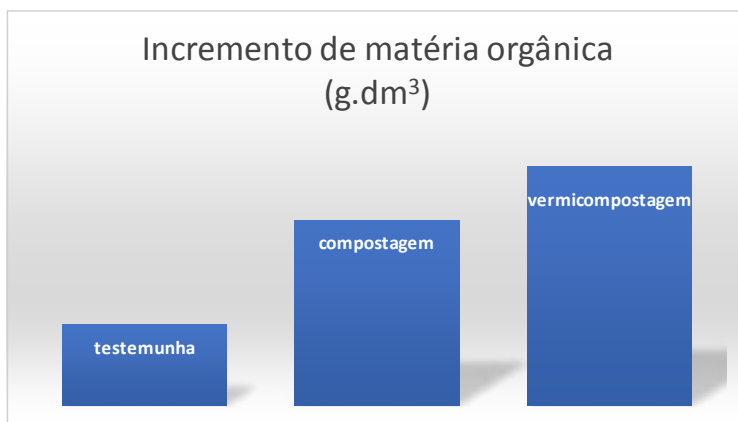 Incremento de matéria orgânica
(g.dm³)
vermicompostagem
compostagem
testemunha